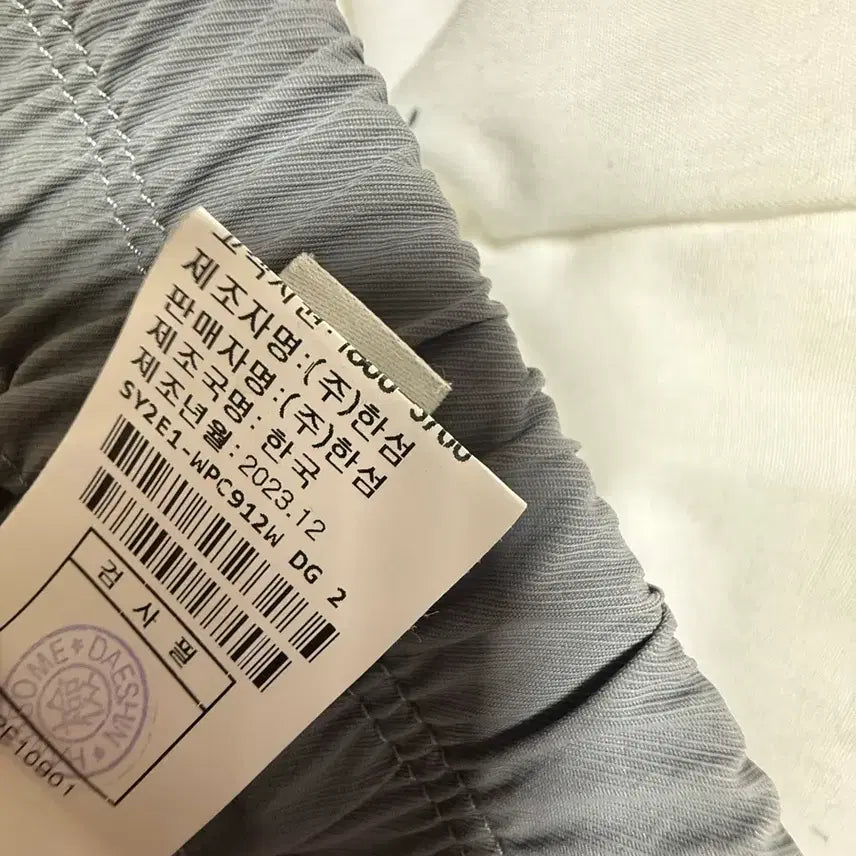 제조자명:(주)한섬
판매자명:(주)한섬
제조국명:한국
제조년월:2023.12
SY2E1-WPC912W DG 2
검사필
DAESUN